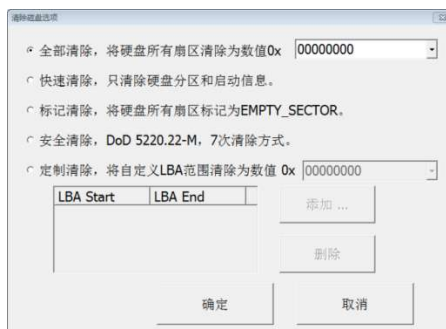 清除磁盘选项
全部清除，将硬盘所有扇区清除为数值0x 00000000
快速清除，只清除硬盘分区和启动信息。
标记清除，将硬盘所有扇区标记为EMPTY_SECTOR。
安全清除，DoD 5220.22-M，7次清除方式。
定制清除，将自定义LBA范围清除为数值 0x 00000000
LBA Start LBA End
添加 ...
删除
确定 取消